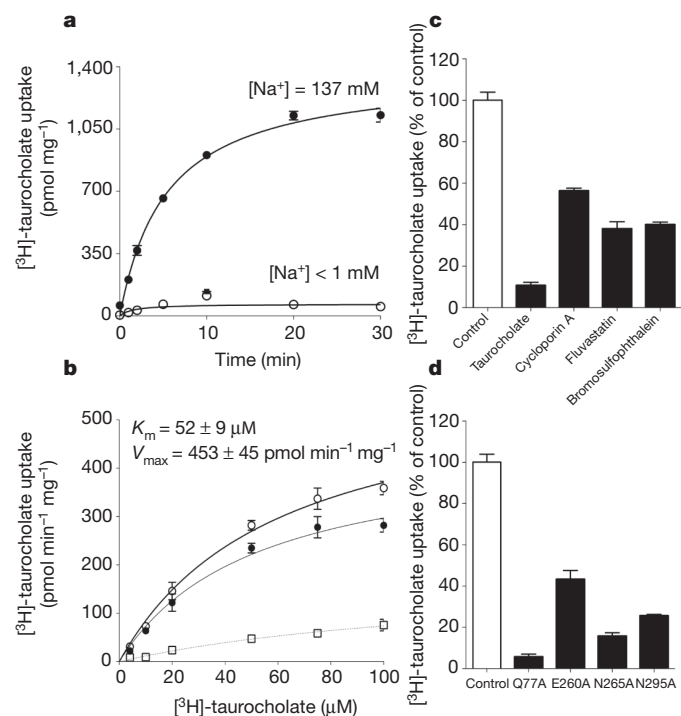 a
[³H]-taurocholate uptake
(pmol mg⁻¹)
1,400
1,050
700
350
0
[Na⁺] = 137 mM
[Na⁺] < 1 mM
0
10
20
30
Time (min)
b
[³H]-taurocholate uptake
(pmol min⁻¹ mg⁻¹)
500
400
300
200
100
0
Kₘ = 52 ± 9 μM
Vₘₐₓ = 453 ± 45 pmol min⁻¹ mg⁻¹
0
20
40
60
80
100
[³H]-taurocholate (μM)
c
[³H]-taurocholate uptake (% of control)
120
100
80
60
40
20
0
Control
Taurocholate
Cycloporin A
Fluvastatin
Bromosulfophthalein
d
[³H]-taurocholate uptake (% of control)
120
100
80
60
40
20
0
Control
Q77A
E260A
N265A
N295A